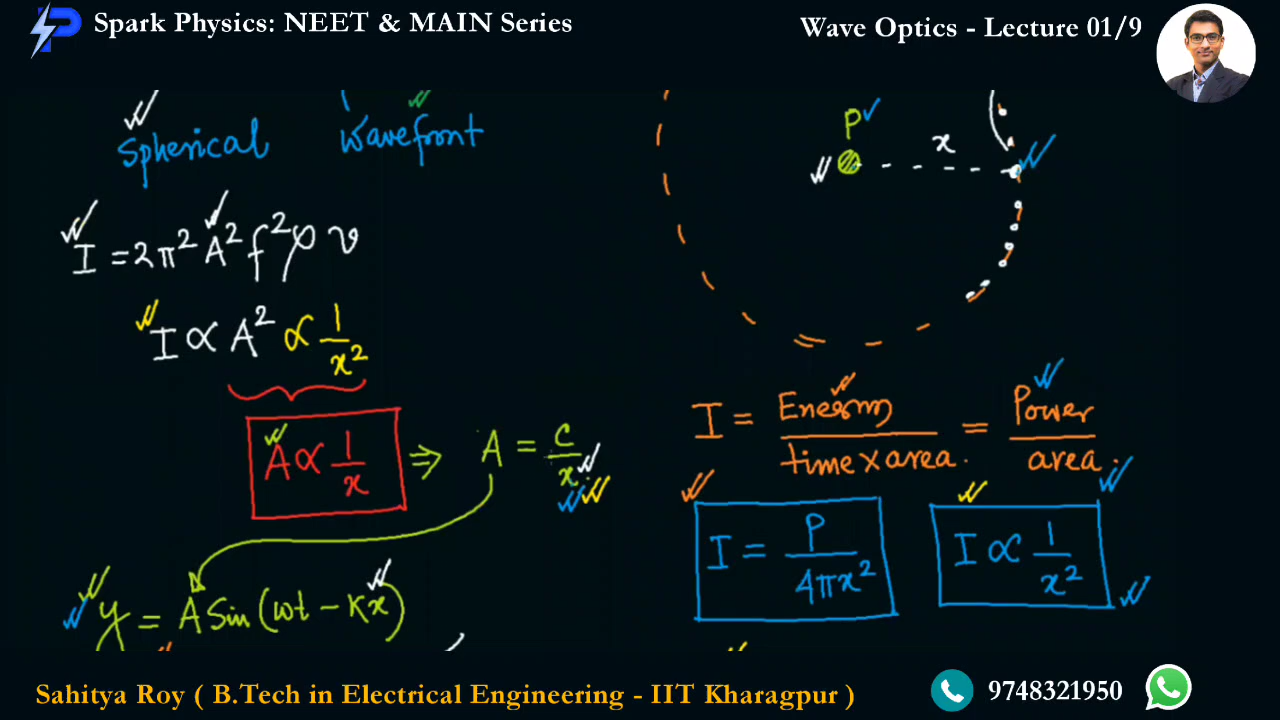 Spark Physics: NEET & MAIN Series
Wave Optics - Lecture 01/9
Spherical Wavefront
P
x
I = 2π²A²f²ρv
I ∝ A² ∝ 1/x²
A ∝ 1/x ⇒ A = c/x
y = A Sin (ωt - Kx)
I = Energy/time×area. = Power/area.
I = P/4πx²
I ∝ 1/x²
Sahitya Roy ( B.Tech in Electrical Engineering - IIT Kharagpur )
9748321950